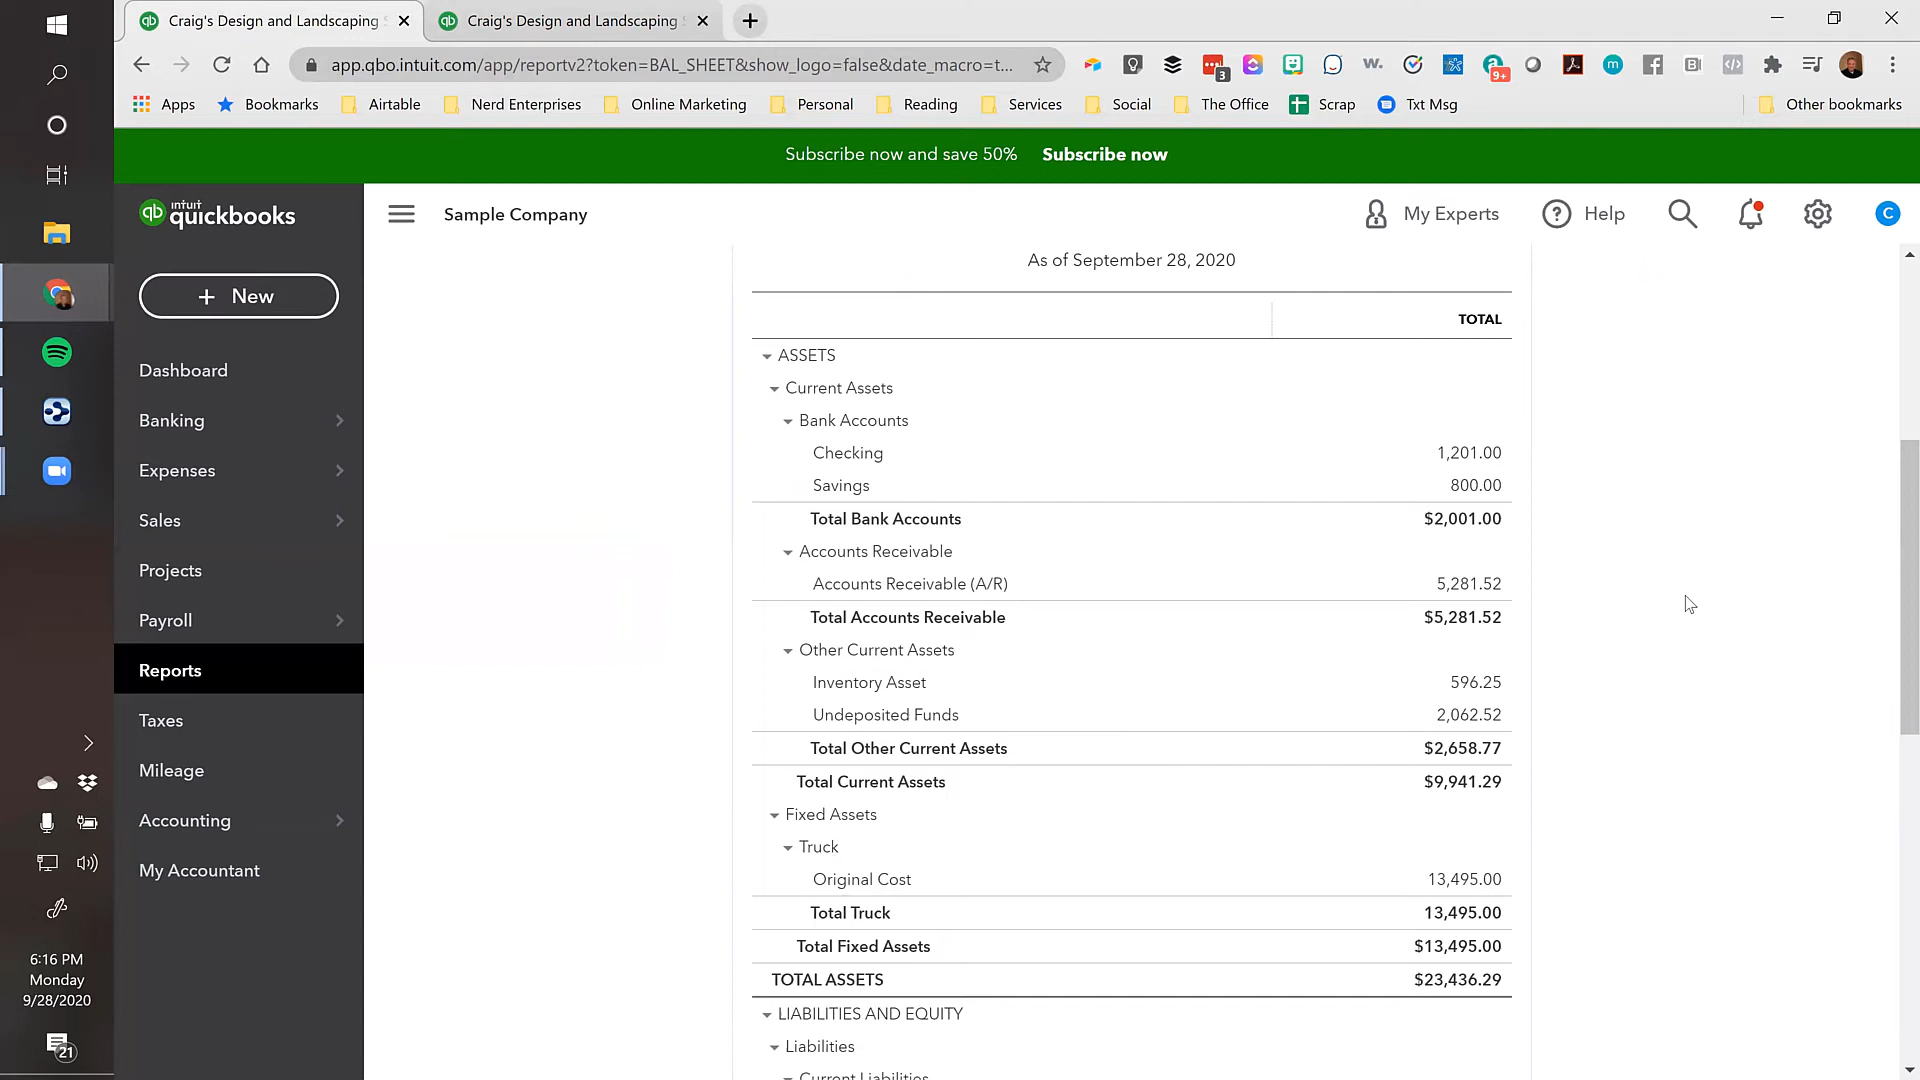 Craig's Design and Landscaping S
Craig's Design and Landscaping S
app.qbo.intuit.com/app/reportv2?token=BAL_SHEET&show_logo=false&date_macro=t...
3
9+
Apps
Bookmarks
Airtable
Nerd Enterprises
Online Marketing
Personal
Reading
Services
Social
The Office
Scrap
Txt Msg
Other bookmarks
Subscribe now and save 50% Subscribe now
qb intuit quickbooks
Sample Company
My Experts
Help
C
+ New
Dashboard
Banking
Expenses
Sales
Projects
Payroll
Reports
Taxes
Mileage
Accounting
My Accountant
As of September 28, 2020
TOTAL
ASSETS
Current Assets
Bank Accounts
Checking 1,201.00
Savings 800.00
Total Bank Accounts $2,001.00
Accounts Receivable
Accounts Receivable (A/R) 5,281.52
Total Accounts Receivable $5,281.52
Other Current Assets
Inventory Asset 596.25
Undeposited Funds 2,062.52
Total Other Current Assets $2,658.77
Total Current Assets $9,941.29
Fixed Assets
Truck
Original Cost 13,495.00
Total Truck 13,495.00
Total Fixed Assets $13,495.00
TOTAL ASSETS $23,436.29
LIABILITIES AND EQUITY
Liabilities
Current Liabilities
6:16 PM
Monday
9/28/2020
21